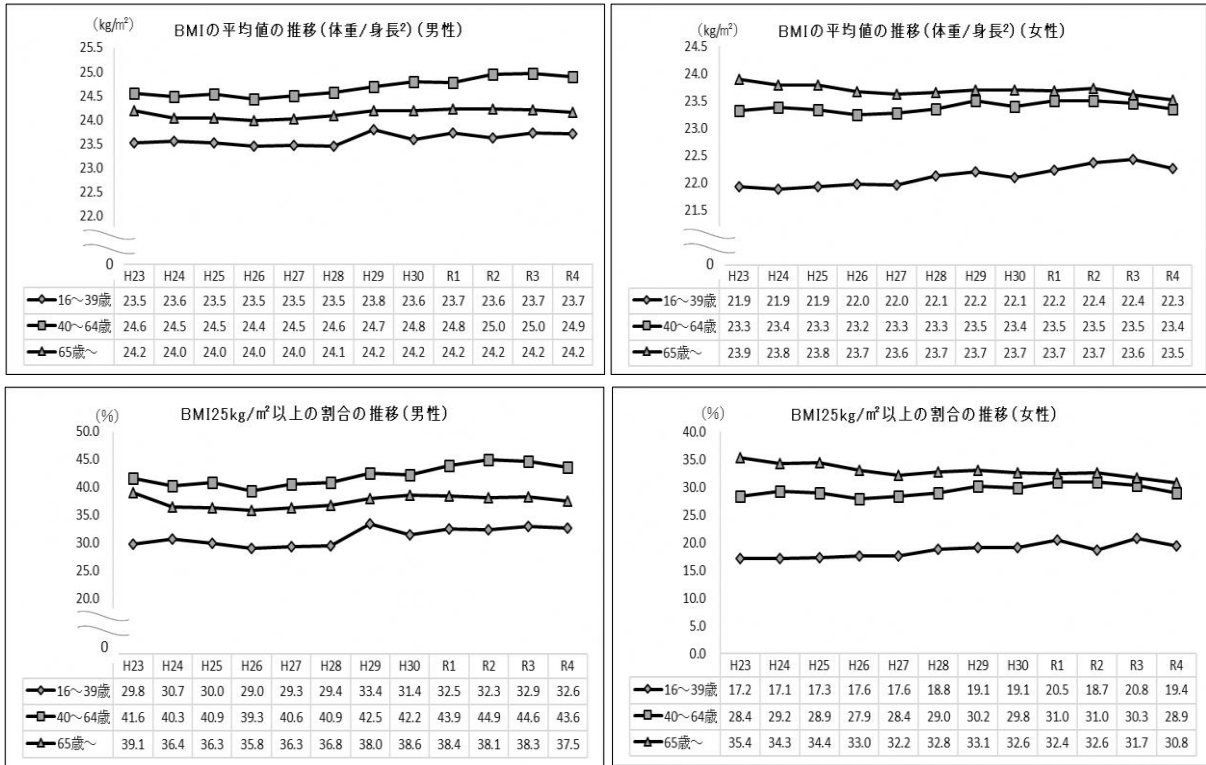 BMIの平均値の推移(体重/身長²)(男性)
(kg/㎡)
25.5
25.0
24.5
24.0
23.5
23.0
22.5
22.0
0
H23 H24 H25 H26 H27 H28 H29 H30 R1 R2 R3 R4
16～39歳 23.5 23.6 23.5 23.5 23.5 23.5 23.8 23.6 23.7 23.6 23.7 23.7
40～64歳 24.6 24.5 24.5 24.4 24.5 24.6 24.7 24.8 24.8 25.0 25.0 24.9
65歳～ 24.2 24.0 24.0 24.0 24.0 24.1 24.2 24.2 24.2 24.2 24.2 24.2
BMIの平均値の推移(体重/身長²)(女性)
(kg/㎡)
24.5
24.0
23.5
23.0
22.5
22.0
21.5
0
H23 H24 H25 H26 H27 H28 H29 H30 R1 R2 R3 R4
16～39歳 21.9 21.9 21.9 22.0 22.0 22.1 22.2 22.1 22.2 22.4 22.4 22.3
40～64歳 23.3 23.4 23.3 23.2 23.3 23.3 23.5 23.4 23.5 23.5 23.5 23.4
65歳～ 23.9 23.8 23.8 23.7 23.6 23.7 23.7 23.7 23.7 23.7 23.6 23.5
BMI25kg/㎡以上の割合の推移(男性)
(%)
50.0
45.0
40.0
35.0
30.0
25.0
20.0
0
H23 H24 H25 H26 H27 H28 H29 H30 R1 R2 R3 R4
16～39歳 29.8 30.7 30.0 29.0 29.3 29.4 33.4 31.4 32.5 32.3 32.9 32.6
40～64歳 41.6 40.3 40.9 39.3 40.6 40.9 42.5 42.2 43.9 44.9 44.6 43.6
65歳～ 39.1 36.4 36.3 35.8 36.3 36.8 38.0 38.6 38.4 38.1 38.3 37.5
BMI25kg/㎡以上の割合の推移(女性)
(%)
40.0
35.0
30.0
25.0
20.0
15.0
10.0
5.0
0.0
H23 H24 H25 H26 H27 H28 H29 H30 R1 R2 R3 R4
16～39歳 17.2 17.1 17.3 17.6 17.6 18.8 19.1 19.1 20.5 18.7 20.8 19.4
40～64歳 28.4 29.2 28.9 27.9 28.4 29.0 30.2 29.8 31.0 31.0 30.3 28.9
65歳～ 35.4 34.3 34.4 33.0 32.2 32.8 33.1 32.6 32.4 32.6 31.7 30.8